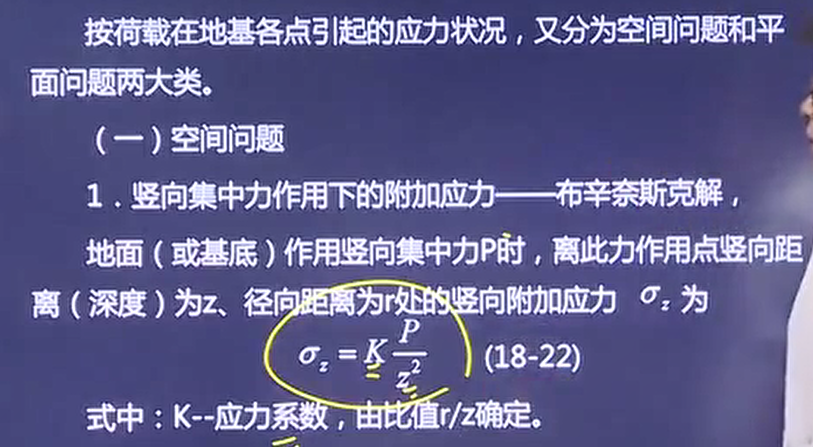 按荷载在地基各点引起的应力状况，又分为空间问题和平
面问题两大类。
（一）空间问题
1．竖向集中力作用下的附加应力——布辛奈斯克解，
地面（或基底）作用竖向集中力P时，离此力作用点竖向距
离（深度）为z、径向距离为r处的竖向附加应力 σz 为
σz = K P/z² (18-22)
式中：K--应力系数，由比值r/z确定。